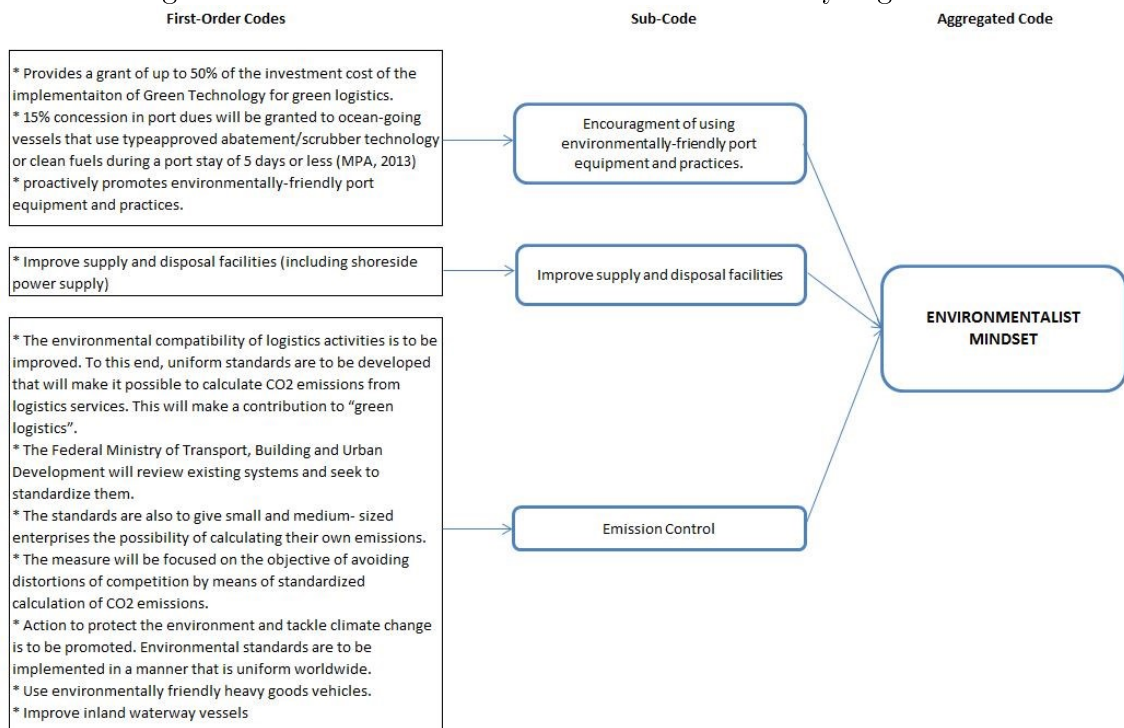 First-Order Codes
Sub-Code
Aggregated Code
* Provides a grant of up to 50% of the investment cost of the
implementaiton of Green Technology for green logistics.
* 15% concession in port dues will be granted to ocean-going
vessels that use typeapproved abatement/scrubber technology
or clean fuels during a port stay of 5 days or less (MPA, 2013)
* proactively promotes environmentally-friendly port
equipment and practices.
Encouragment of using
environmentally-friendly port
equipment and practices.
* Improve supply and disposal facilities (including shoreside
power supply)
Improve supply and disposal facilities
ENVIRONMENTALIST
MINDSET
* The environmental compatibility of logistics activities is to be
improved. To this end, uniform standards are to be developed
that will make it possible to calculate CO2 emissions from
logistics services. This will make a contribution to “green
logistics”.
* The Federal Ministry of Transport, Building and Urban
Development will review existing systems and seek to
standardize them.
* The standards are also to give small and medium- sized
enterprises the possibility of calculating their own emissions.
* The measure will be focused on the objective of avoiding
distortions of competition by means of standardized
calculation of CO2 emissions.
* Action to protect the environment and tackle climate change
is to be promoted. Environmental standards are to be
implemented in a manner that is uniform worldwide.
* Use environmentally friendly heavy goods vehicles.
* Improve inland waterway vessels
Emission Control